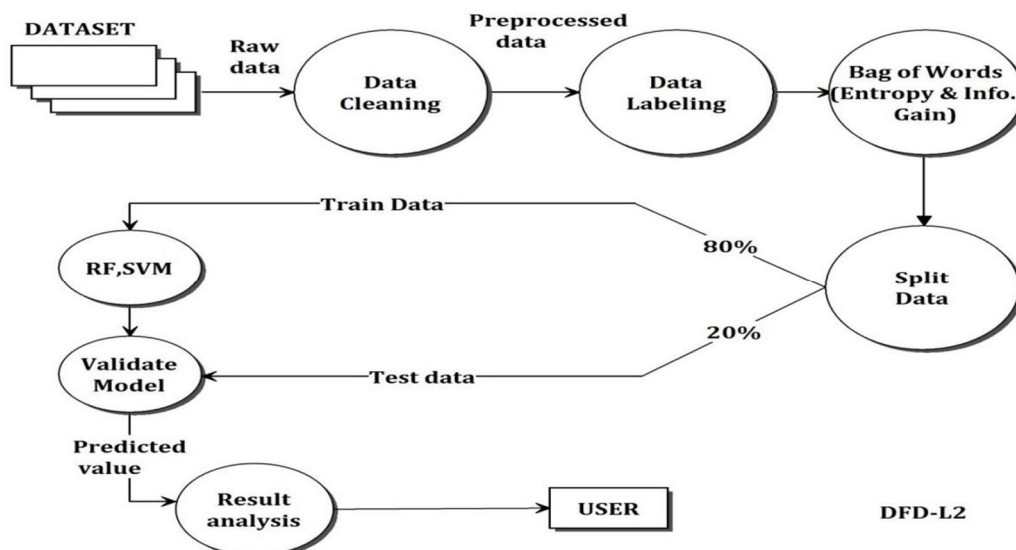 DATASET
Raw
data
Data
Cleaning
Preprocessed
data
Data
Labeling
Bag of Words
(Entropy & Info.
Gain)
Train Data
80%
RF,SVM
Split
Data
20%
Validate
Model
Test data
Predicted
value
Result
analysis
USER
DFD-L2